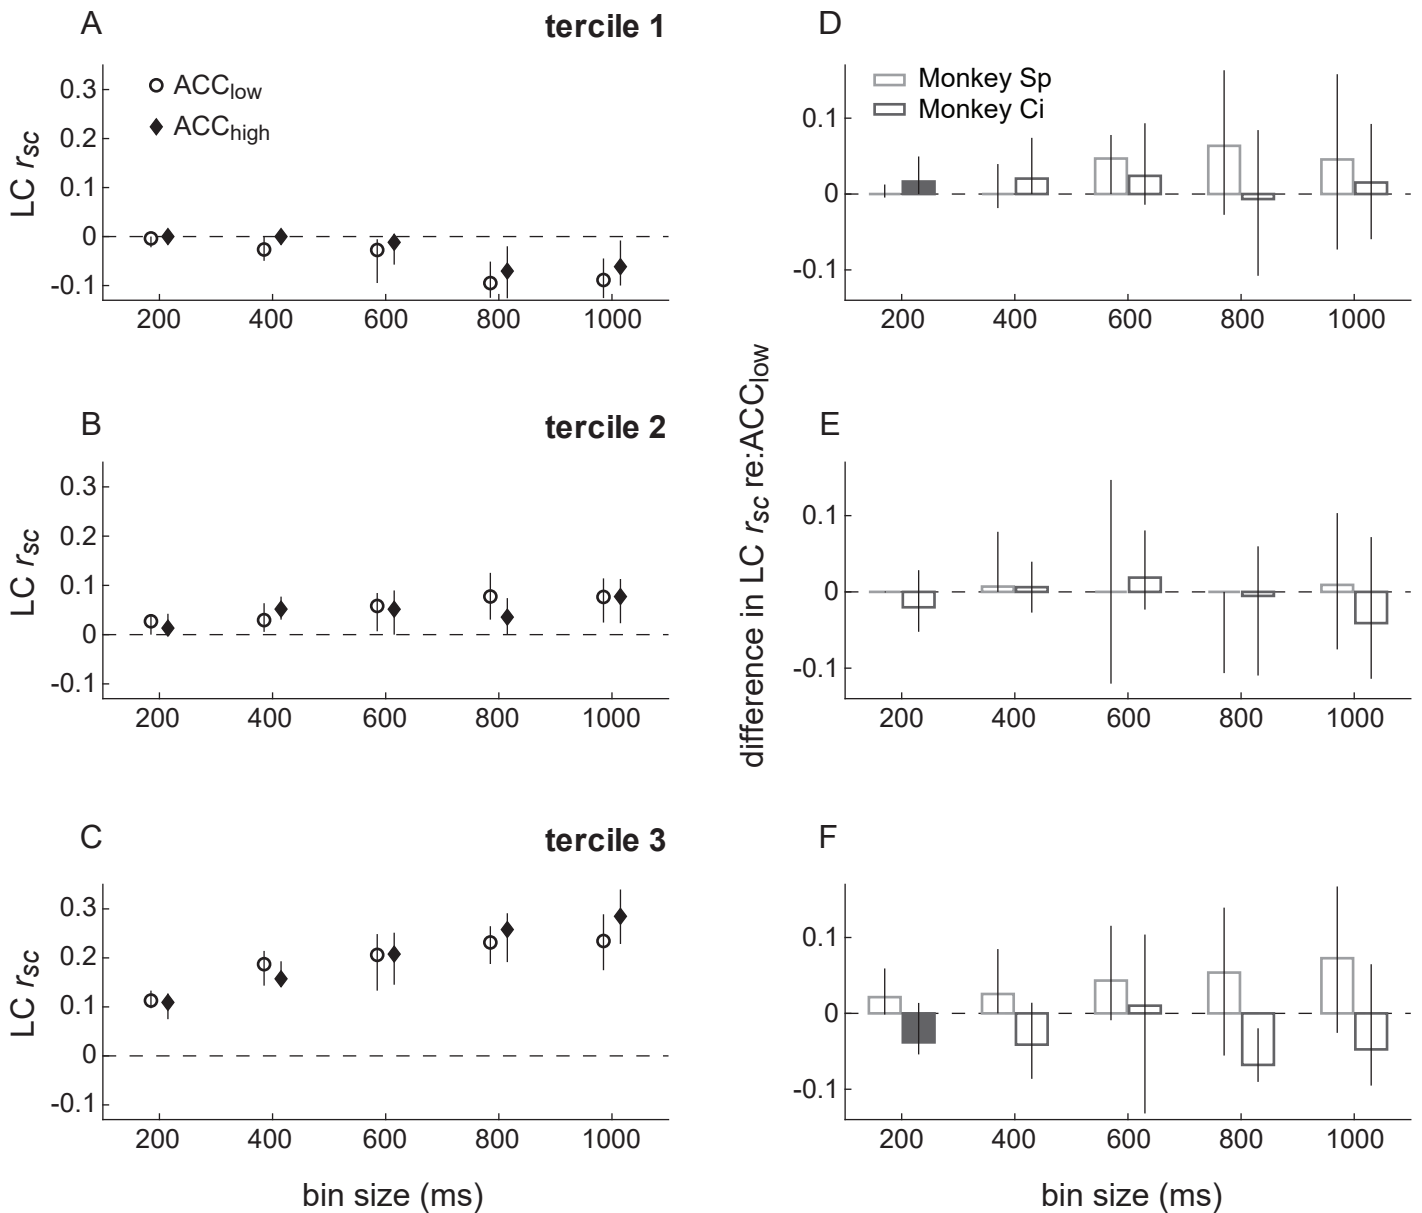 A
tercile 1
ACClow
ACChigh
0.3
0.2
0.1
0
-0.1
LC rsc
200 400 600 800 1000
B
tercile 2
0.3
0.2
0.1
0
-0.1
LC rsc
200 400 600 800 1000
C
tercile 3
0.3
0.2
0.1
0
-0.1
LC rsc
200 400 600 800 1000
bin size (ms)
D
Monkey Sp
Monkey Ci
0.1
0
-0.1
200 400 600 800 1000
difference in LC rsc re:ACClow
E
0.1
0
-0.1
200 400 600 800 1000
F
0.1
0
-0.1
200 400 600 800 1000
bin size (ms)